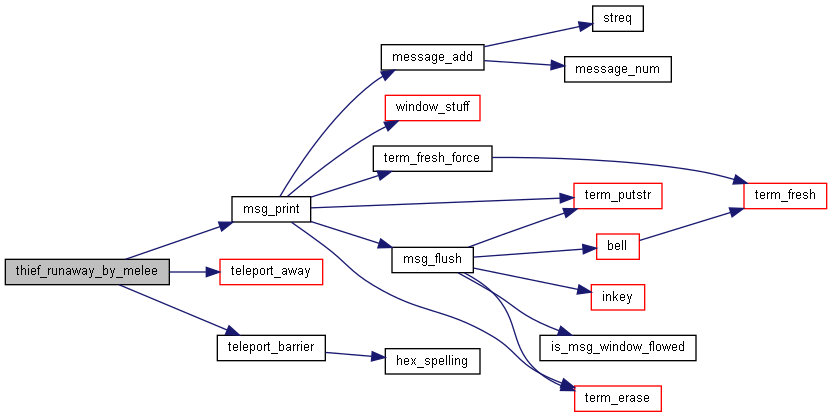 streq
message_add
message_num
window_stuff
term_fresh_force
term_putstr
term_fresh
msg_print
bell
msg_flush
thief_runaway_by_melee
teleport_away
inkey
teleport_barrier
is_msg_window_flowed
hex_spelling
term_erase